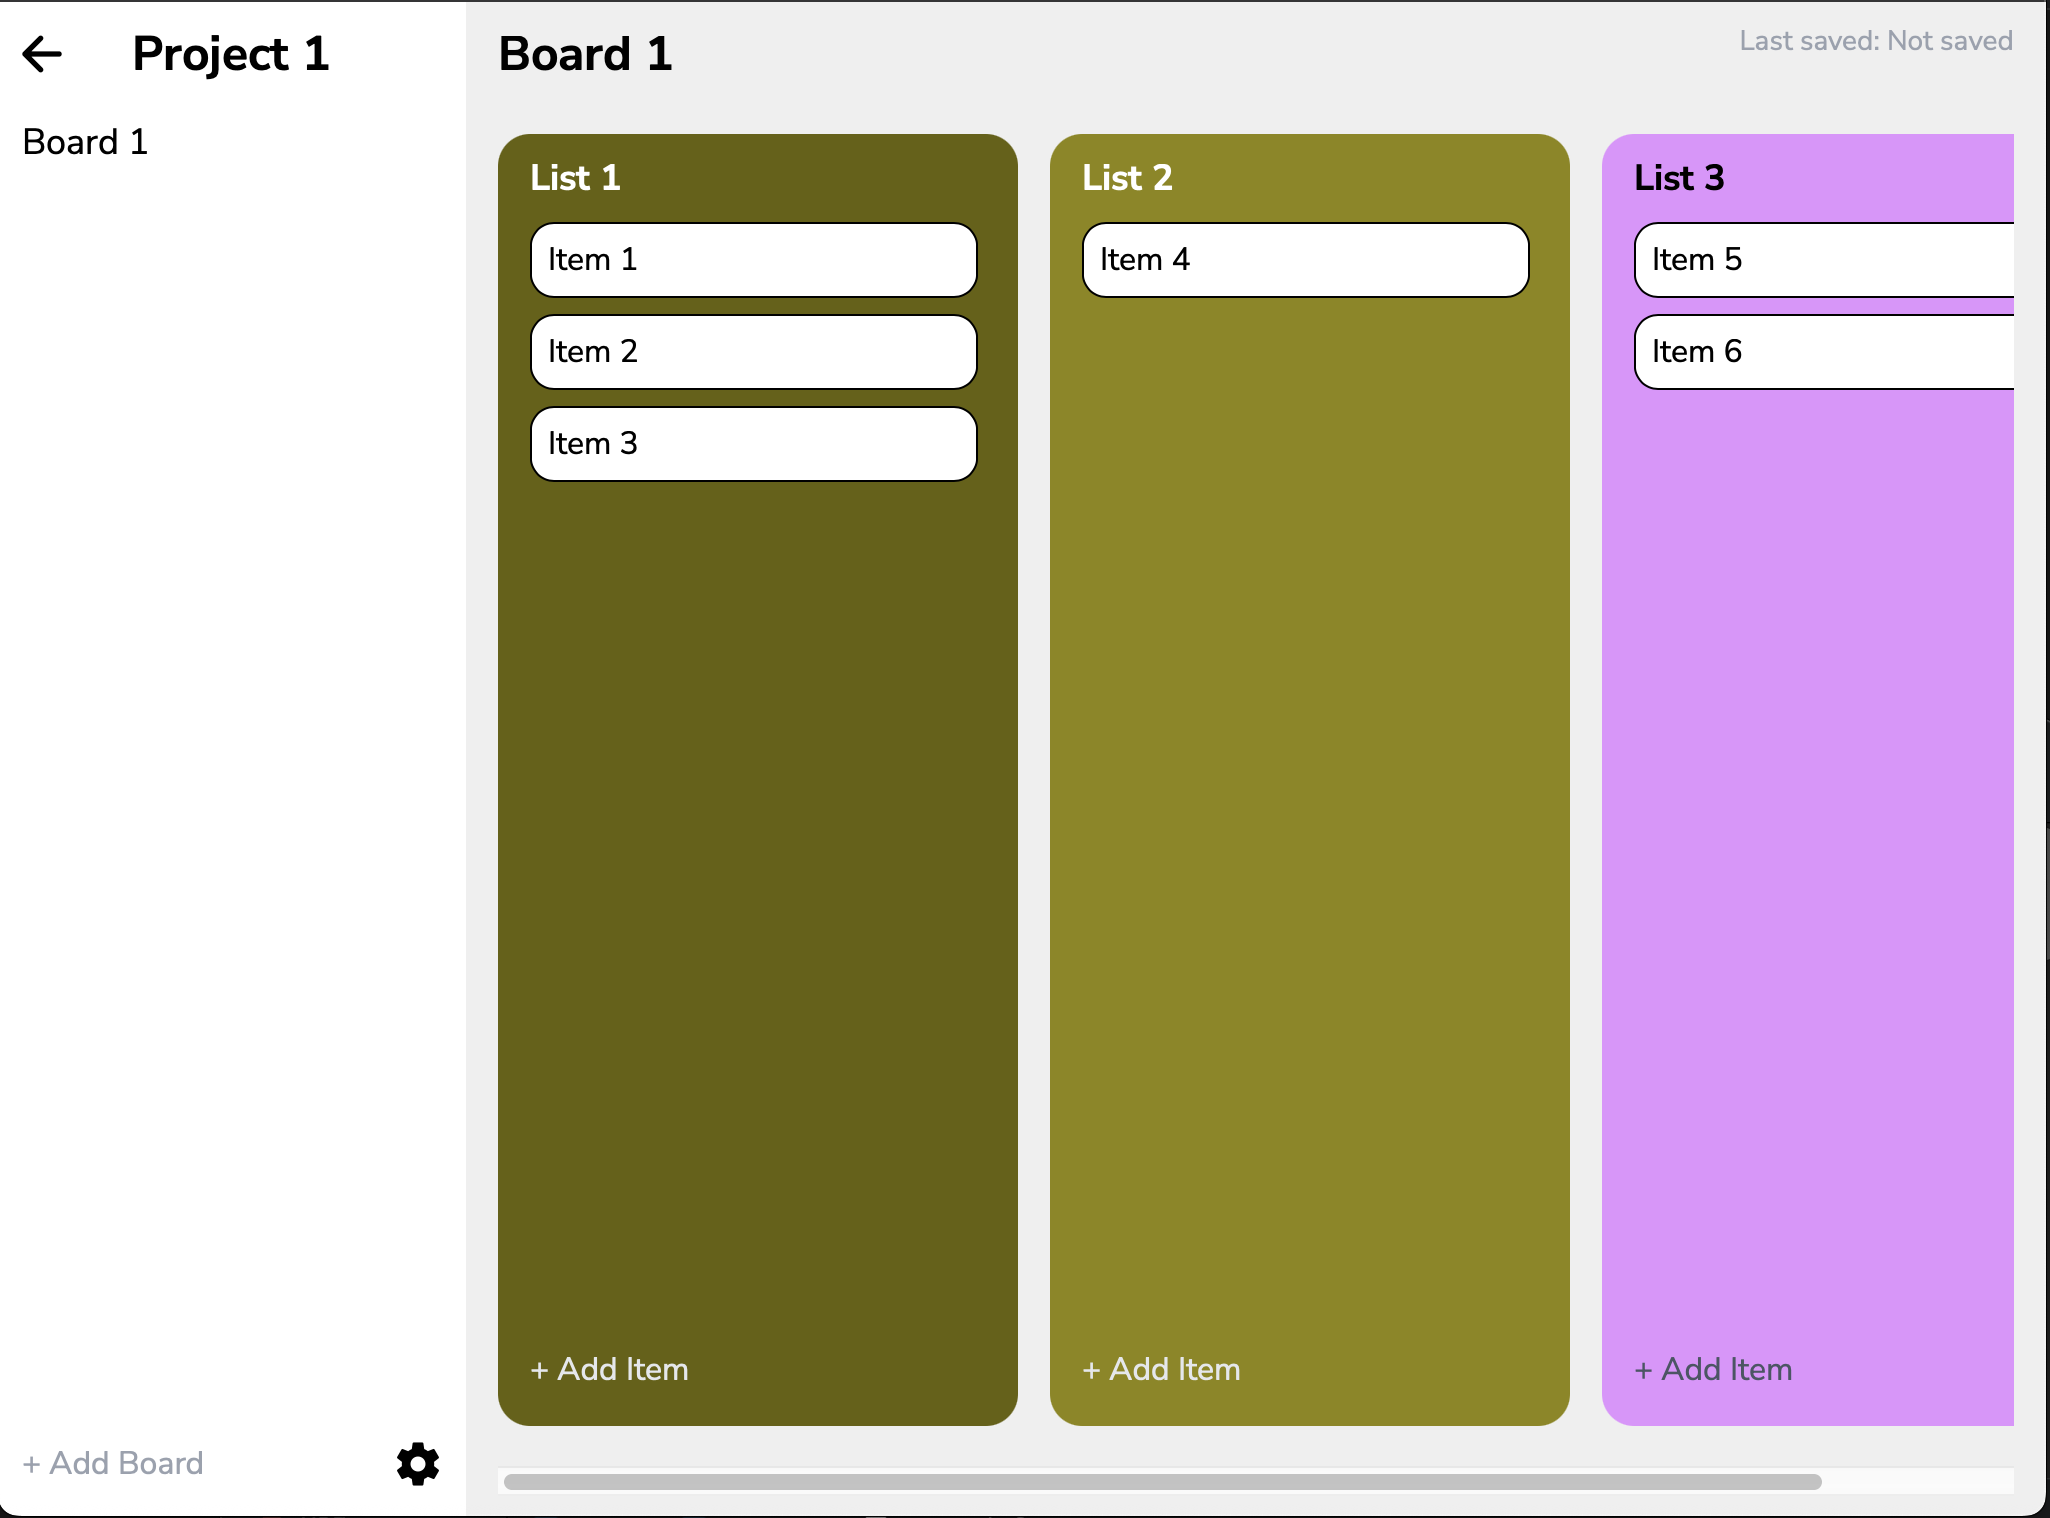 Project 1
Board 1
+ Add Board
Board 1
Last saved: Not saved
List 1
Item 1
Item 2
Item 3
+ Add Item
List 2
Item 4
+ Add Item
List 3
Item 5
Item 6
+ Add Item